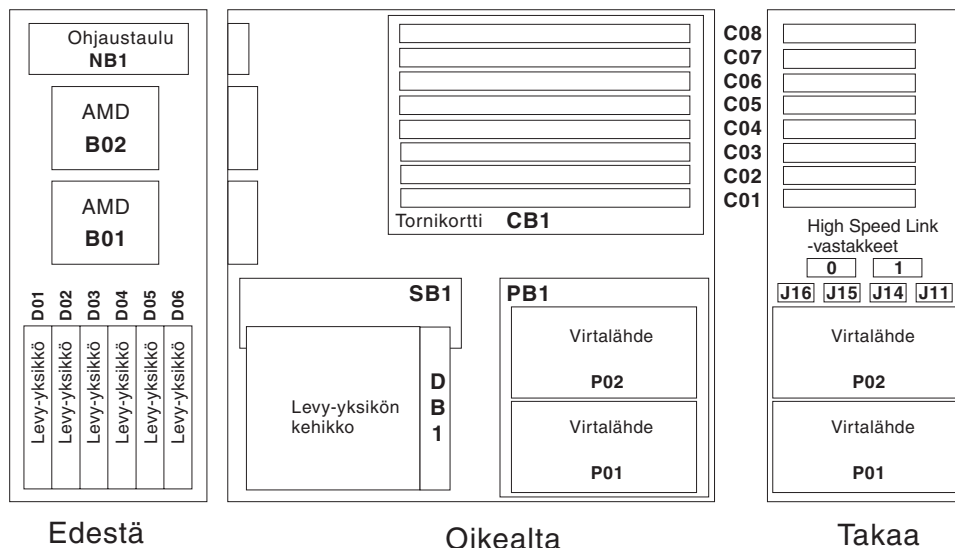 Ohjaustaulu
NB1
AMD
B02
AMD
B01
D01
D02
D03
D04
D05
D06
Levy-yksikkö
Levy-yksikkö
Levy-yksikkö
Levy-yksikkö
Levy-yksikkö
Levy-yksikkö
Edestä
Tornikortti CB1
SB1
DB1
Levy-yksikön
kehikko
PB1
Virtalähde
P02
Virtalähde
P01
Oikealta
C08
C07
C06
C05
C04
C03
C02
C01
High Speed Link
-vastakkeet
0 1
J16 J15 J14 J11
Virtalähde
P02
Virtalähde
P01
Takaa